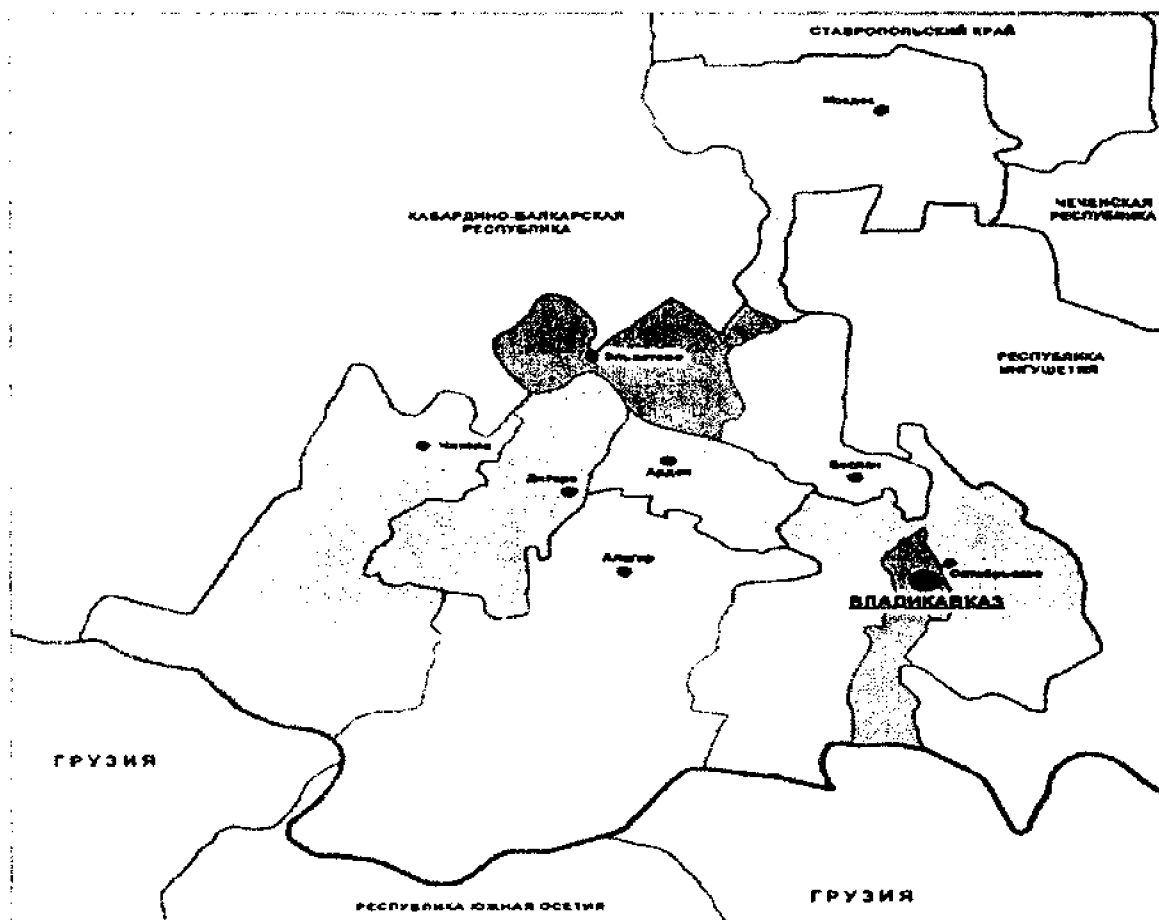 СТАВРОПОЛЬСКИЙ КРАЙ
Моздок
КАБАРДИНО-БАЛКАРСКАЯ
РЕСПУБЛИКА
ЧЕЧЕНСКАЯ
РЕСПУБЛИКА
Эльхотово
РЕСПУБЛИКА
ИНГУШЕТИЯ
Чикола
Дигора
Ардон
Беслан
Алагир
Октябрьское
ВЛАДИКАВКАЗ
ГРУЗИЯ
РЕСПУБЛИКА ЮЖНАЯ ОСЕТИЯ
ГРУЗИЯ